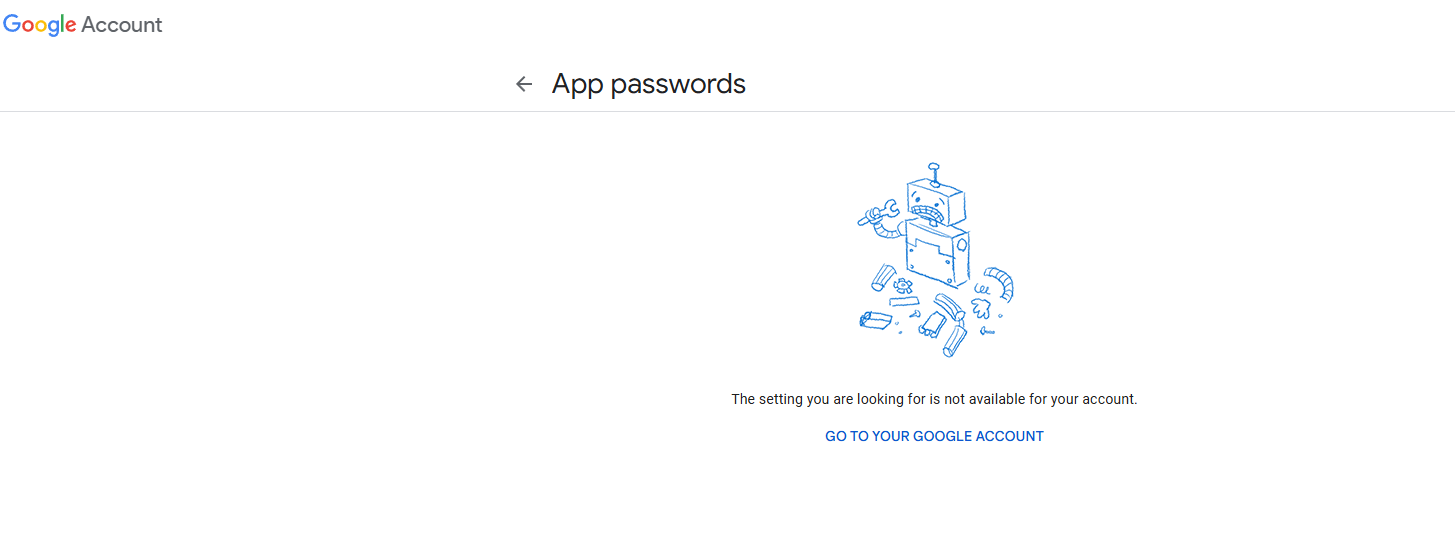 Google Account
App passwords
The setting you are looking for is not available for your account.
GO TO YOUR GOOGLE ACCOUNT